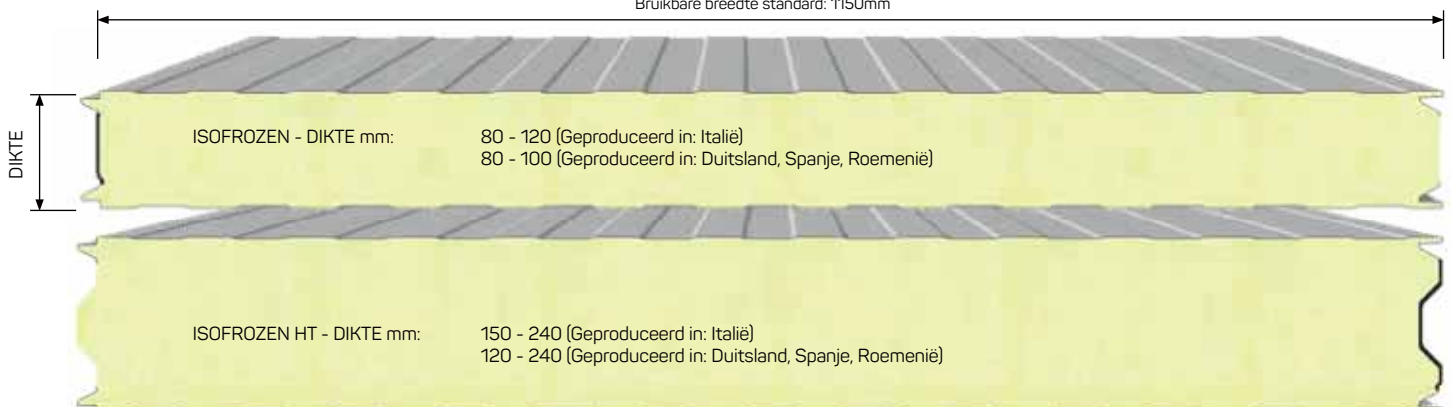 Bruikbare breedte standard: 1150mm
DIKTE
ISOFROZEN - DIKTE mm: 80 - 120 (Geproduceerd in: Italië)
80 - 100 (Geproduceerd in: Duitsland, Spanje, Roemenië)
ISOFROZEN HT - DIKTE mm: 150 - 240 (Geproduceerd in: Italië)
120 - 240 (Geproduceerd in: Duitsland, Spanje, Roemenië)